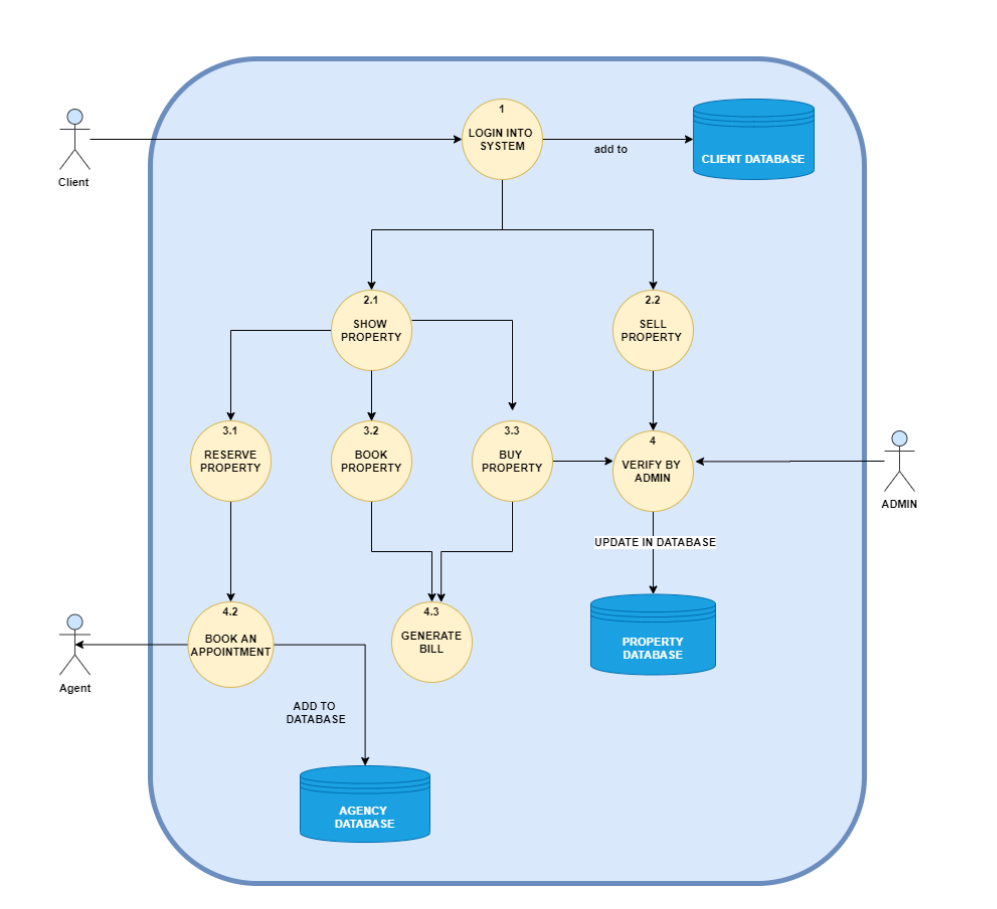 1
LOGIN INTO
SYSTEM
add to
CLIENT DATABASE
Client
2.1
SHOW
PROPERTY
2.2
SELL
PROPERTY
3.1
RESERVE
PROPERTY
3.2
BOOK
PROPERTY
3.3
BUY
PROPERTY
4
VERIFY BY
ADMIN
ADMIN
UPDATE IN DATABASE
4.2
BOOK AN
APPOINTMENT
4.3
GENERATE
BILL
PROPERTY
DATABASE
Agent
ADD TO
DATABASE
AGENCY
DATABASE